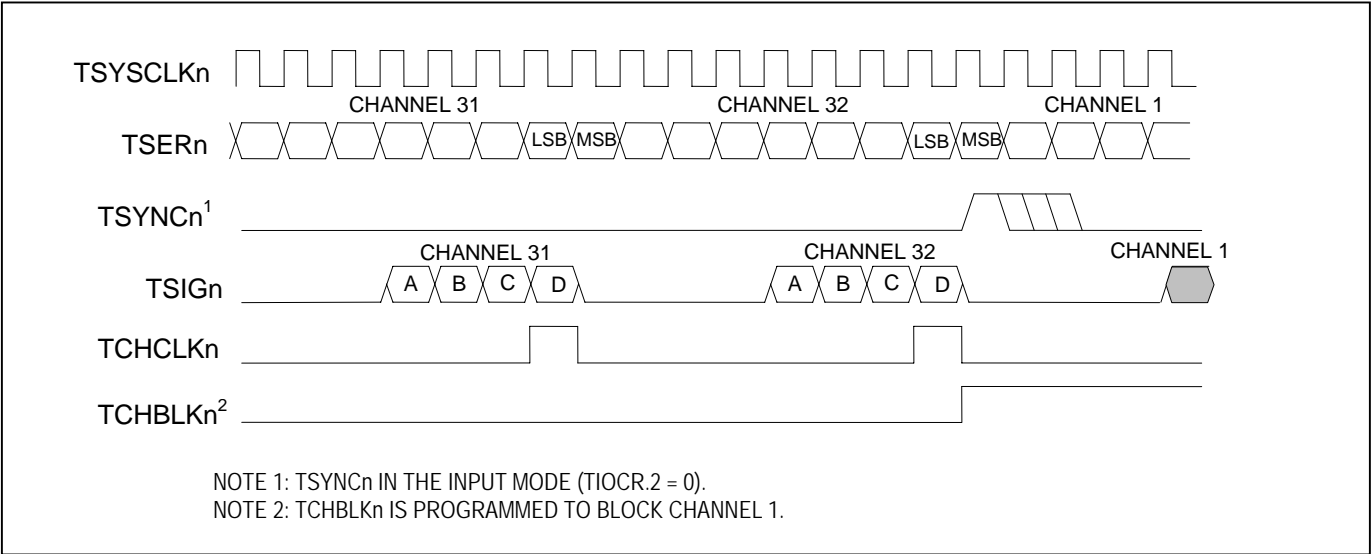 TSYSCLKn
CHANNEL 31 CHANNEL 32 CHANNEL 1
TSERn LSB MSB LSB MSB
TSYNCn¹
CHANNEL 31 CHANNEL 32 CHANNEL 1
TSIGn A B C D A B C D
TCHCLKn
TCHBLKn²
NOTE 1: TSYNCn IN THE INPUT MODE (TIOCR.2 = 0).
NOTE 2: TCHBLKn IS PROGRAMMED TO BLOCK CHANNEL 1.